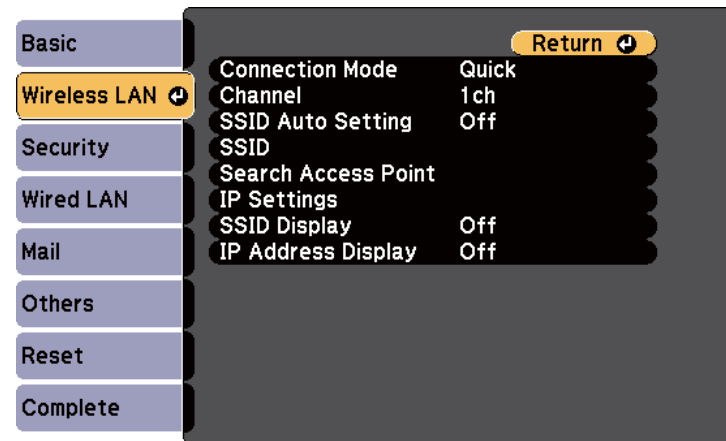 Basic
Wireless LAN
Security
Wired LAN
Mail
Others
Reset
Complete
Return
Connection Mode Quick
Channel 1ch
SSID Auto Setting Off
SSID
Search Access Point
IP Settings
SSID Display Off
IP Address Display Off